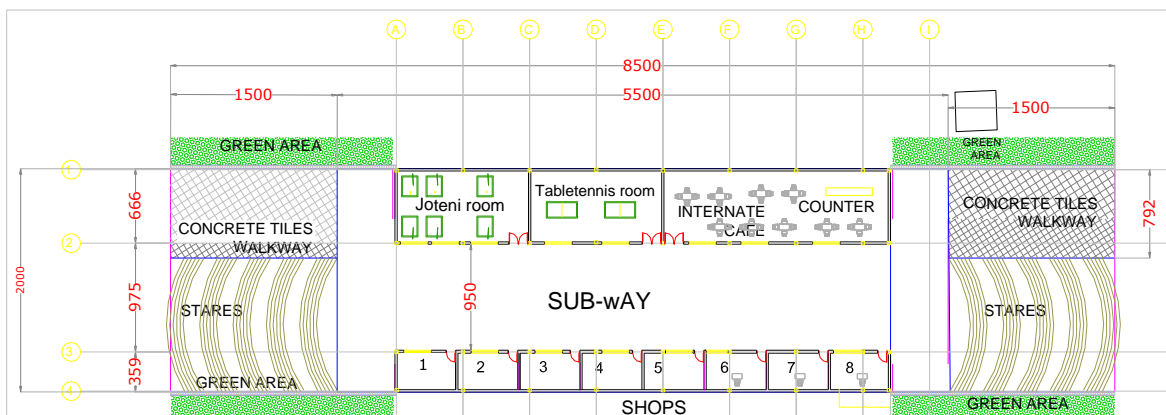 A B C D E F G H I
8500
1500 5500 1500
GREEN AREA
GREEN
AREA
1
666
792
Joteni room
Tabletennis room
INTERNATE
CAFE
COUNTER
CONCRETE TILES
WALKWAY
CONCRETE TILES
WALKWAY
2
2000
975
950
SUB-wAY
STARES
STARES
3
359
1 2 3 4 5 6 7 8
GREEN AREA
4
SHOPS
GREEN AREA